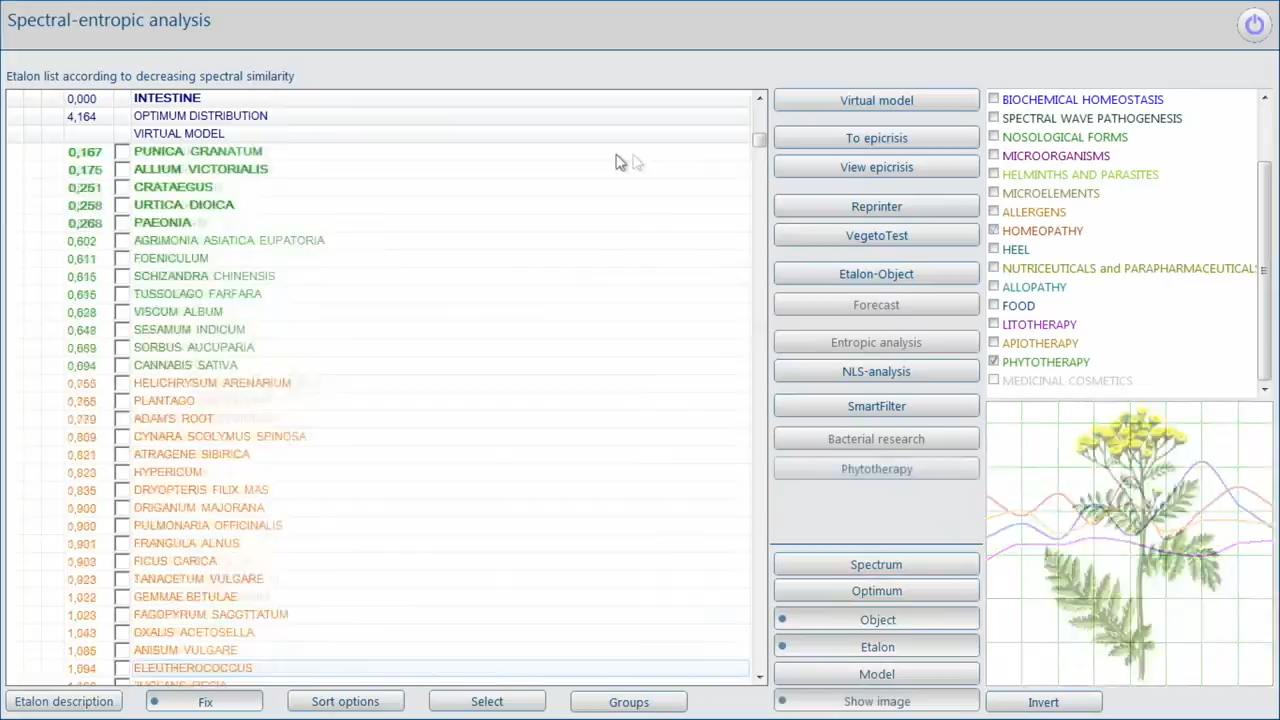 Spectral-entropic analysis
Etalon list according to decreasing spectral similarity
0,000 INTESTINE
4,164 OPTIMUM DISTRIBUTION
VIRTUAL MODEL
0,167 PUNICA GRANATUM
0,175 ALLIUM VICTORIALIS
0,251 CRATAEGUS
0,258 URTICA DIOICA
0,268 PAEONIA
0,602 AGRIMONIA ASIATICA EUPATORIA
0,611 FOENICULUM
0,615 SCHIZANDRA CHINENSIS
TUSSOLAGO FARFARA
0,628 VISCUM ALBUM
0,648 SESAMUM INDICUM
0,669 SORBUS AUCUPARIA
0,694 CANNABIS SATIVA
HELICHRYSUM ARENARIUM
PLANTAGO
ADAM'S ROOT
CYNARA SCOLYMUS SPINOSA
0,821 ATRAGENE SIBIRICA
HYPERICUM
0,835 DRYOPTERIS FILIX MAS
0,900 ORIGANUM MAJORANA
0,900 PULMONARIA OFFICINALIS
0,901 FRANGULA ALNUS
0,903 FICUS CARICA
0,923 TANACETUM VULGARE
GEMMAE BETULAE
1,023 FAGOPYRUM SAGGTTATUM
1,043 OXALIS ACETOSELLA
1,085 ANISUM VULGARE
1,094 ELEUTHEROCOCCUS
Etalon description
Fix
Sort options
Select
Groups
Virtual model
To epicrisis
View epicrisis
Reprinter
VegetoTest
Etalon-Object
Forecast
Entropic analysis
NLS-analysis
SmartFilter
Bacterial research
Phytotherapy
Spectrum
Optimum
Object
Etalon
Model
Show image
BIOCHEMICAL HOMEOSTASIS
SPECTRAL WAVE PATHOGENESIS
NOSOLOGICAL FORMS
MICROORGANISMS
HELMINTHS AND PARASITES
MICROELEMENTS
ALLERGENS
HOMEOPATHY
HEEL
NUTRICEUTICALS and PARAPHARMACEUTICALS
ALLOPATHY
FOOD
LITOTHERAPY
APIOTHERAPY
PHYTOTHERAPY
MEDICINAL COSMETICS
Invert